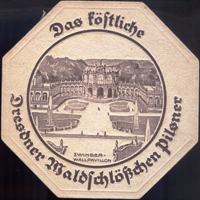 Das köstliche
Dresdner Waldschlößchen Pilsner
ZWINGER-
WALLPAVILLON